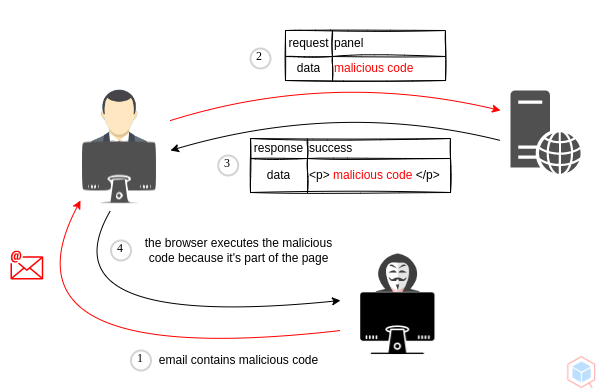 2
request panel
data malicious code
response success
3
data <p> malicious code </p>
4
the browser executes the malicious
code because it's part of the page
@
1
email contains malicious code